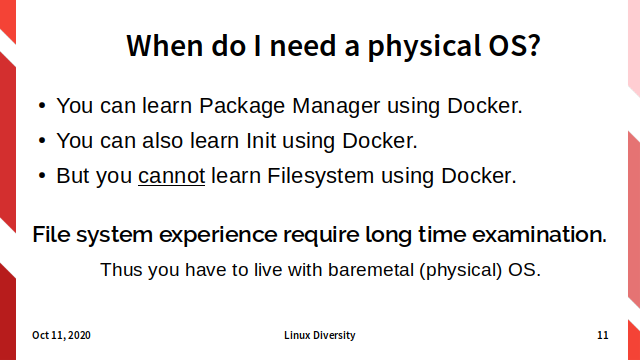 When do I need a physical OS?
• You can learn Package Manager using Docker.
• You can also learn Init using Docker.
• But you cannot learn Filesystem using Docker.
File system experience require long time examination.
Thus you have to live with baremetal (physical) OS.
Oct 11, 2020
Linux Diversity
11